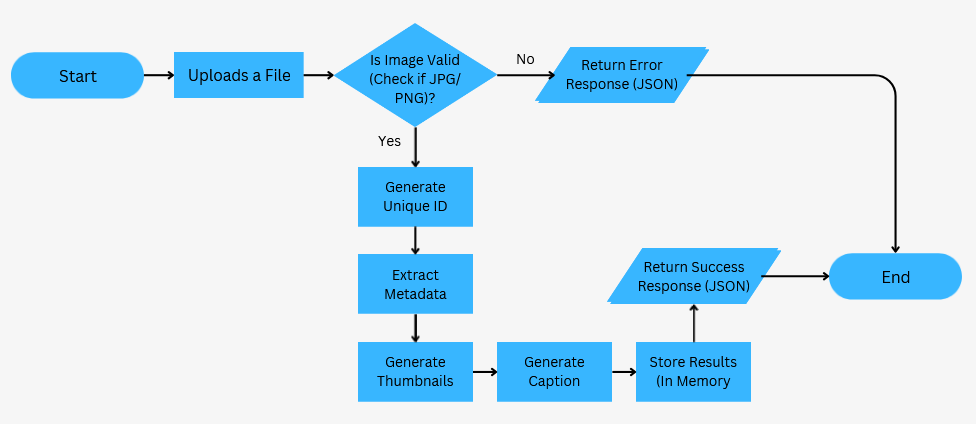 Start
Uploads a File
Is Image Valid
(Check if JPG/
PNG)?
No
Return Error
Response (JSON)
Yes
Generate
Unique ID
Extract
Metadata
Generate
Thumbnails
Generate
Caption
Store Results
(In Memory
Return Success
Response (JSON)
End